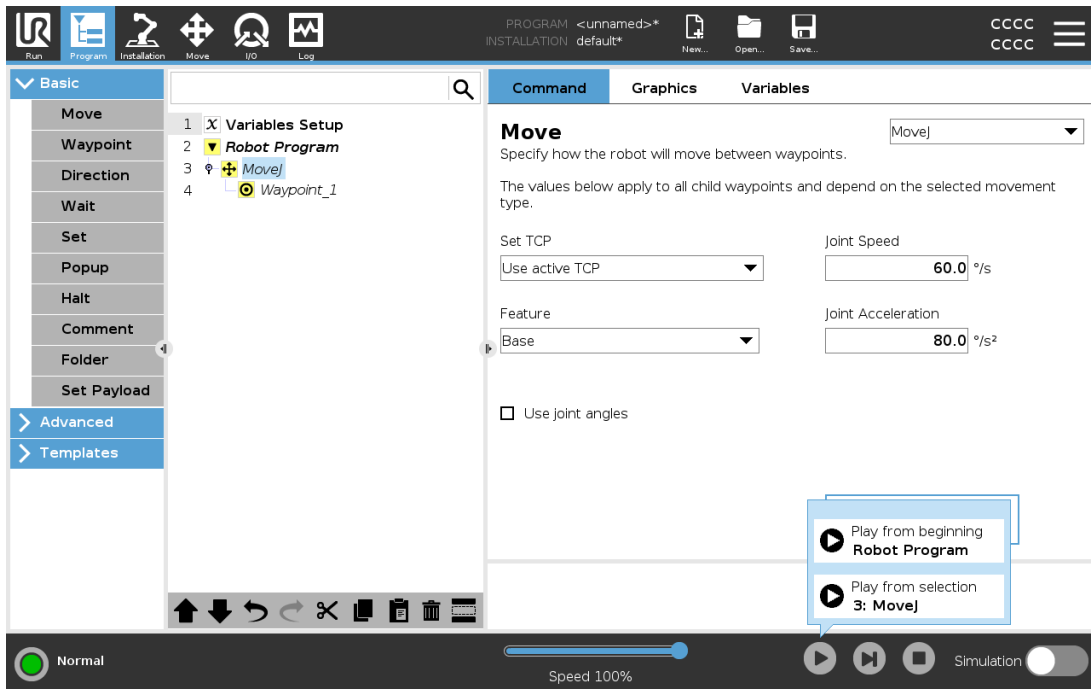 UR
Run
Program
Installation
Move
I/O
Log
PROGRAM <unnamed>*
INSTALLATION default*
New...
Open...
Save...
CCCC
CCCC
Basic
Move
Waypoint
Direction
Wait
Set
Popup
Halt
Comment
Folder
Set Payload
Advanced
Templates
1 X Variables Setup
2 Robot Program
3 MoveJ
4 Waypoint_1
Command Graphics Variables
Move
MoveJ
Specify how the robot will move between waypoints.
The values below apply to all child waypoints and depend on the selected movement
type.
Set TCP
Joint Speed
Use active TCP
60.0 °/s
Feature
Joint Acceleration
Base
80.0 °/s²
Use joint angles
Play from beginning
Robot Program
Play from selection
3: MoveJ
Normal
Speed 100%
Simulation